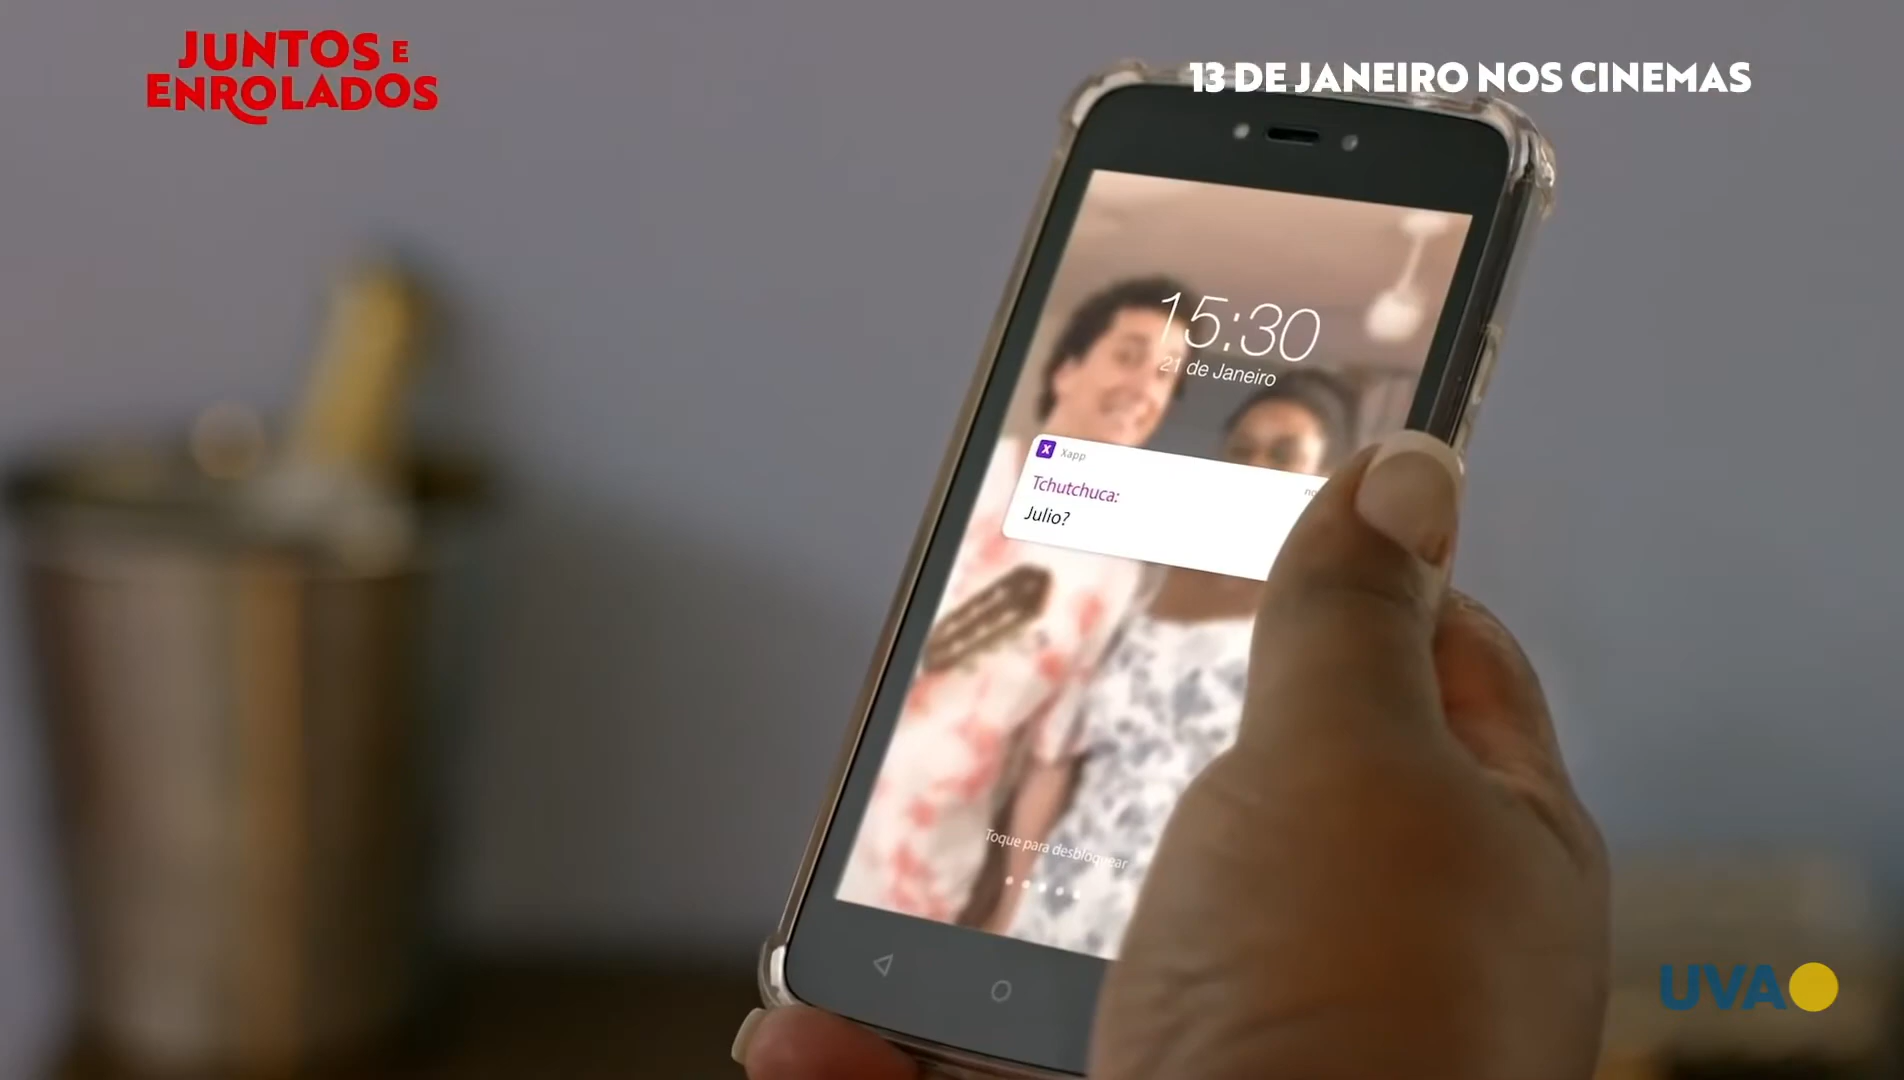 JUNTOS E
ENROLADOS
13 DE JANEIRO NOS CINEMAS
15:30
21 de Janeiro
X Xapp
Tchutchuca:
Julio?
Toque para desbloquear
UVA